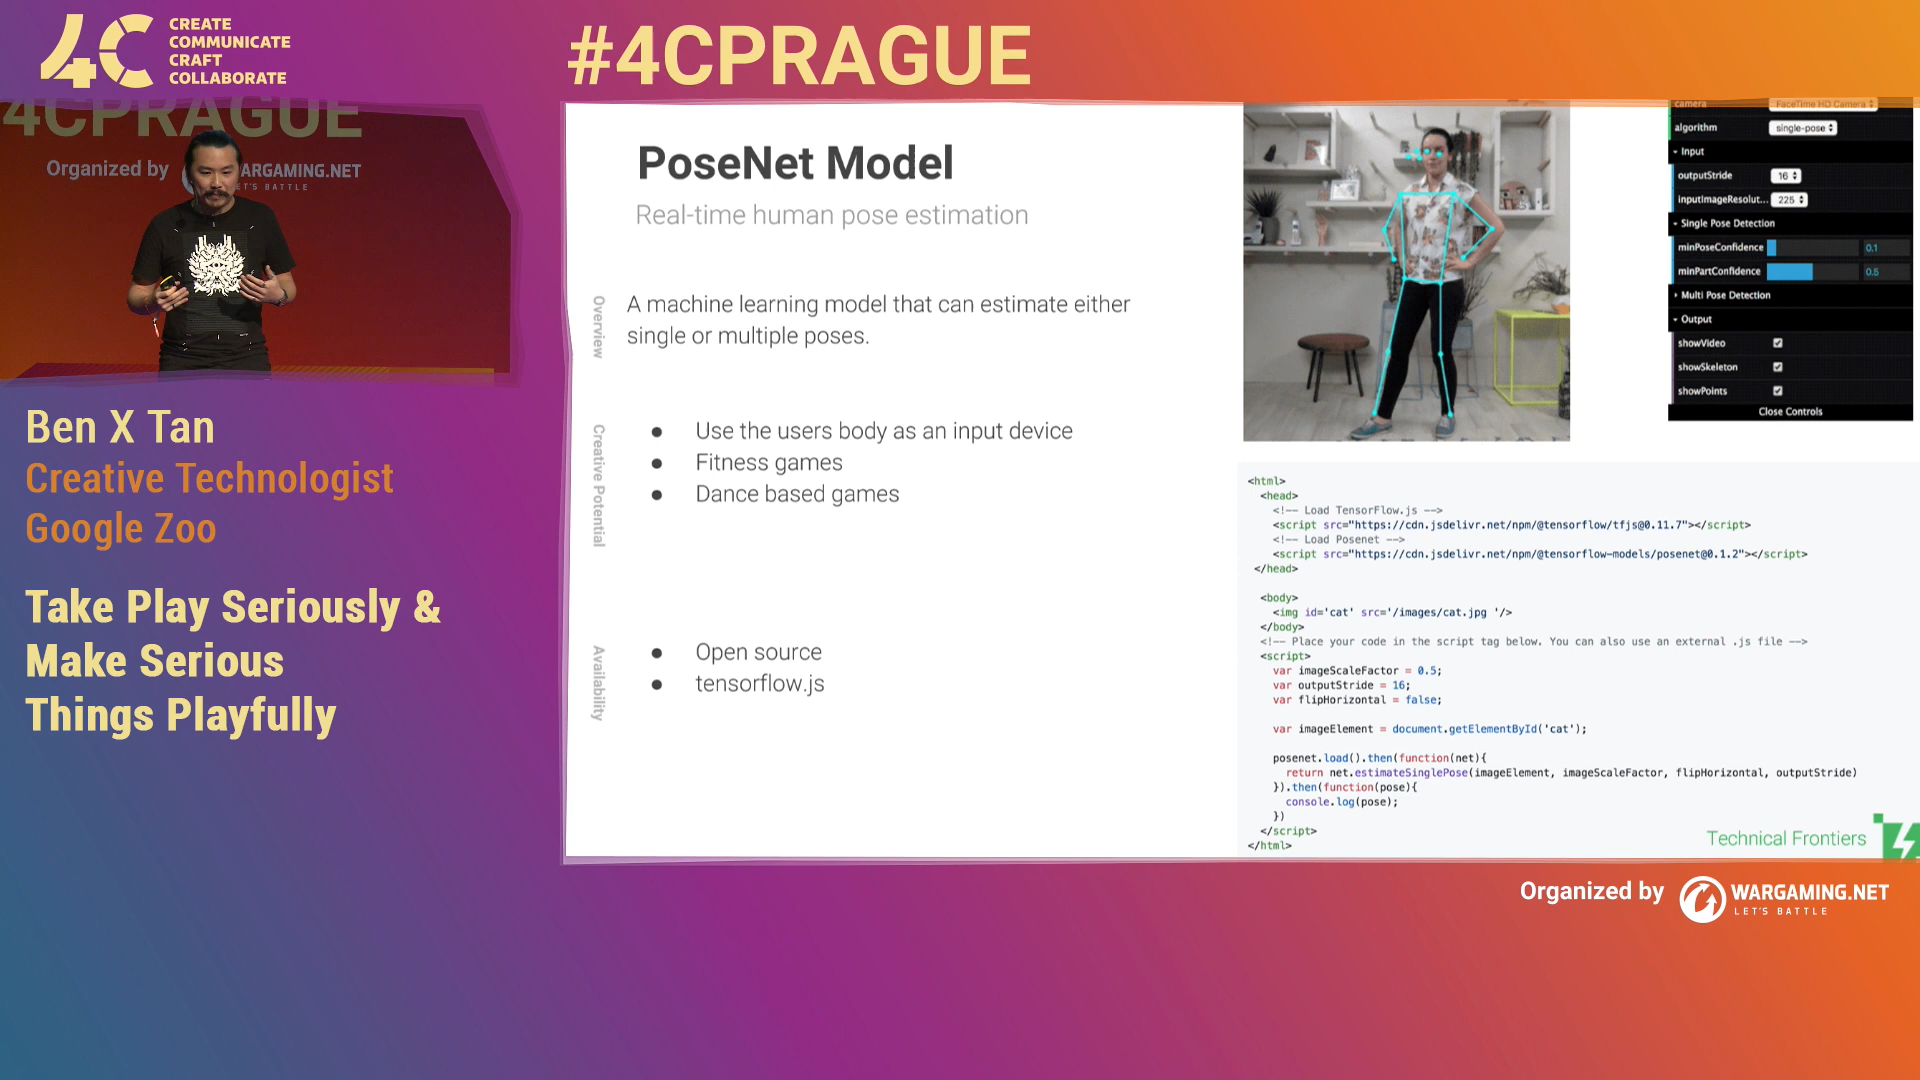 4C
CREATE
COMMUNICATE
CRAFT
COLLABORATE
#4CPRAGUE
4CPRAGUE
Organized by
WARGAMING.NET
LET'S BATTLE
Ben X Tan
Creative Technologist
Google Zoo
Take Play Seriously &
Make Serious
Things Playfully
PoseNet Model
Real-time human pose estimation
Overview
A machine learning model that can estimate either
single or multiple poses.
Creative Potential
● Use the users body as an input device
● Fitness games
● Dance based games
Availability
● Open source
● tensorflow.js
camera FaceTime HD Camera
algorithm single-pose
Input
outputStride 16
inputImageResolut... 225
Single Pose Detection
minPoseConfidence 0.1
minPartConfidence 0.5
Multi Pose Detection
Output
showVideo
showSkeleton
showPoints
Close Controls
<html>
<head>
<!-- Load TensorFlow.js -->
<script src="https://cdn.jsdelivr.net/npm/@tensorflow/tfjs@0.11.7"></script>
<!-- Load Posenet -->
<script src="https://cdn.jsdelivr.net/npm/@tensorflow-models/posenet@0.1.2"></script>
</head>
<body>
<img id='cat' src='/images/cat.jpg '/>
</body>
<!-- Place your code in the script tag below. You can also use an external .js file -->
<script>
var imageScaleFactor = 0.5;
var outputStride = 16;
var flipHorizontal = false;
var imageElement = document.getElementById('cat');
posenet.load().then(function(net){
return net.estimateSinglePose(imageElement, imageScaleFactor, flipHorizontal, outputStride)
}).then(function(pose){
console.log(pose);
})
</script>
</html>
Technical Frontiers
Organized by
WARGAMING.NET
LET'S BATTLE